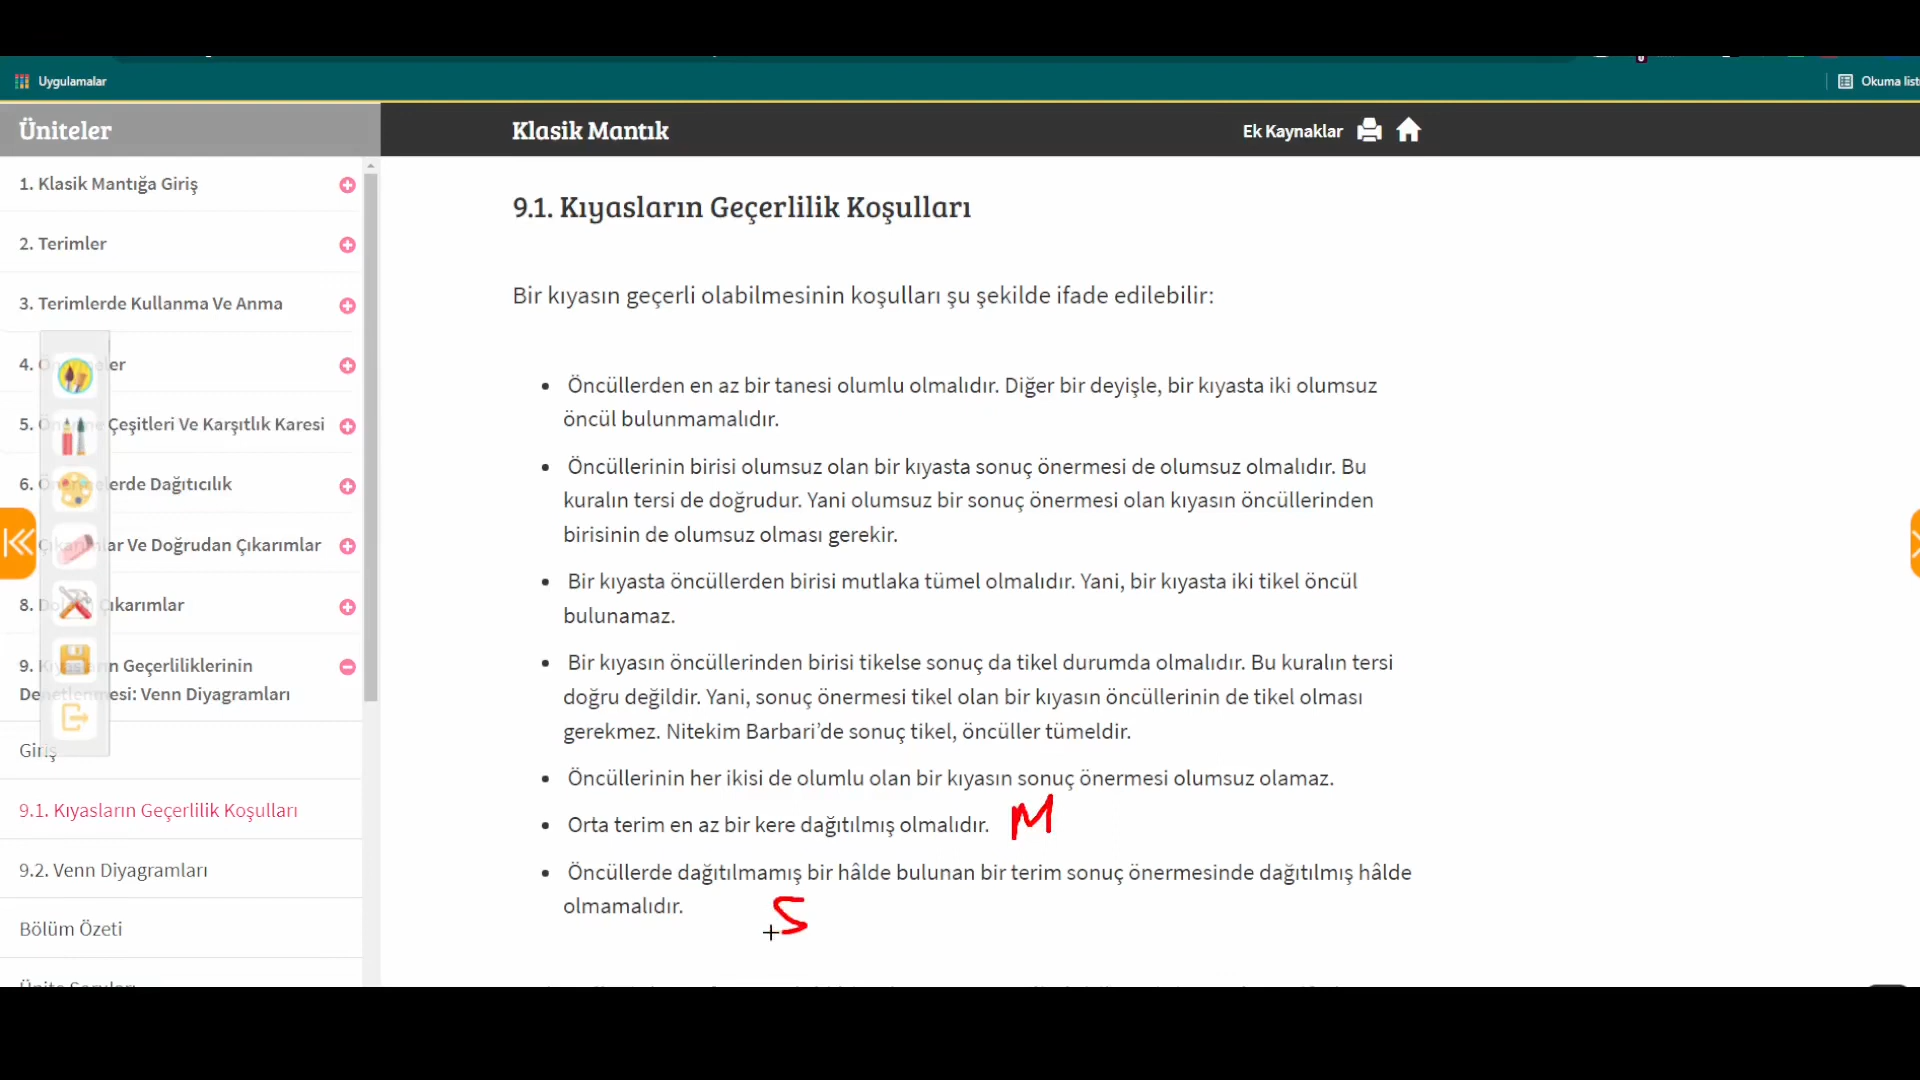 Uygulamalar
Üniteler
Klasik Mantık
Ek Kaynaklar
1. Klasik Mantığa Giriş
2. Terimler
3. Terimlerde Kullanma Ve Anma
4.
5. Çeşitleri Ve Karşıtlık Karesi
6.
Ve Doğrudan Çıkarımlar
8.
9. Geçerliliklerinin
Venn Diyagramları
Giriş
9.1. Kıyasların Geçerlilik Koşulları
9.2. Venn Diyagramları
Bölüm Özeti
9.1. Kıyasların Geçerlilik Koşulları
Bir kıyasın geçerli olabilmesinin koşulları şu şekilde ifade edilebilir:
• Öncüllerden en az bir tanesi olumlu olmalıdır. Diğer bir deyişle, bir kıyasta iki olumsuz
öncül bulunmamalıdır.
• Öncüllerinin birisi olumsuz olan bir kıyasta sonuç önermesi de olumsuz olmalıdır. Bu
kuralın tersi de doğrudur. Yani olumsuz bir sonuç önermesi olan kıyasın öncüllerinden
birisinin de olumsuz olması gerekir.
• Bir kıyasta öncüllerden birisi mutlaka tümel olmalıdır. Yani, bir kıyasta iki tikel öncül
bulunamaz.
• Bir kıyasın öncüllerinden birisi tikelse sonuç da tikel durumda olmalıdır. Bu kuralın tersi
doğru değildir. Yani, sonuç önermesi tikel olan bir kıyasın öncüllerinin de tikel olması
gerekmez. Nitekim Barbari’de sonuç tikel, öncüller tümeldir.
• Öncüllerinin her ikisi de olumlu olan bir kıyasın sonuç önermesi olumsuz olamaz.
• Orta terim en az bir kere dağıtılmış olmalıdır. M
• Öncüllerde dağıtılmamış bir hâlde bulunan bir terim sonuç önermesinde dağıtılmış hâlde
olmamalıdır. S